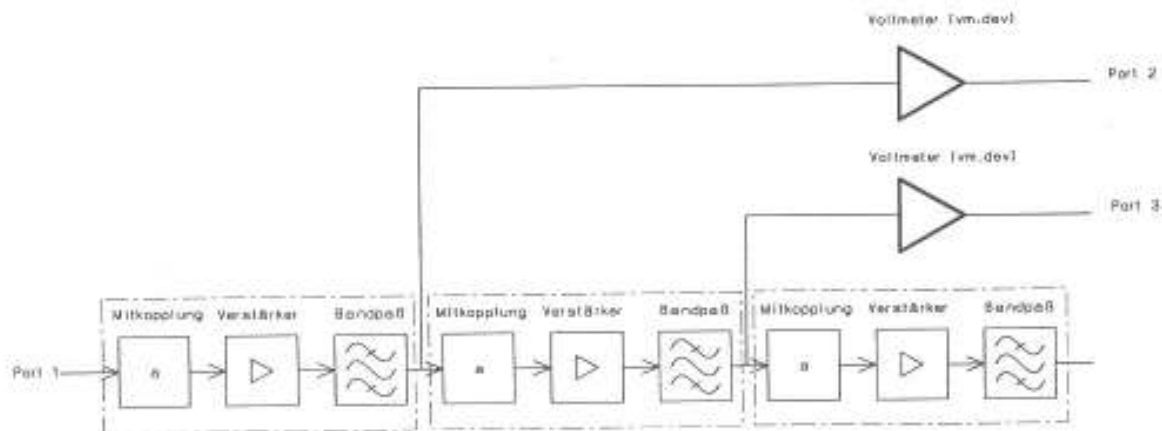 Voltmeter (vm.dev)
Port 2
Voltmeter (vm.dev)
Port 3
Mitkopplung Verstärker Bandpaß
Mitkopplung Verstärker Bandpaß
Mitkopplung Verstärker Bandpaß
Port 1
a
a
a